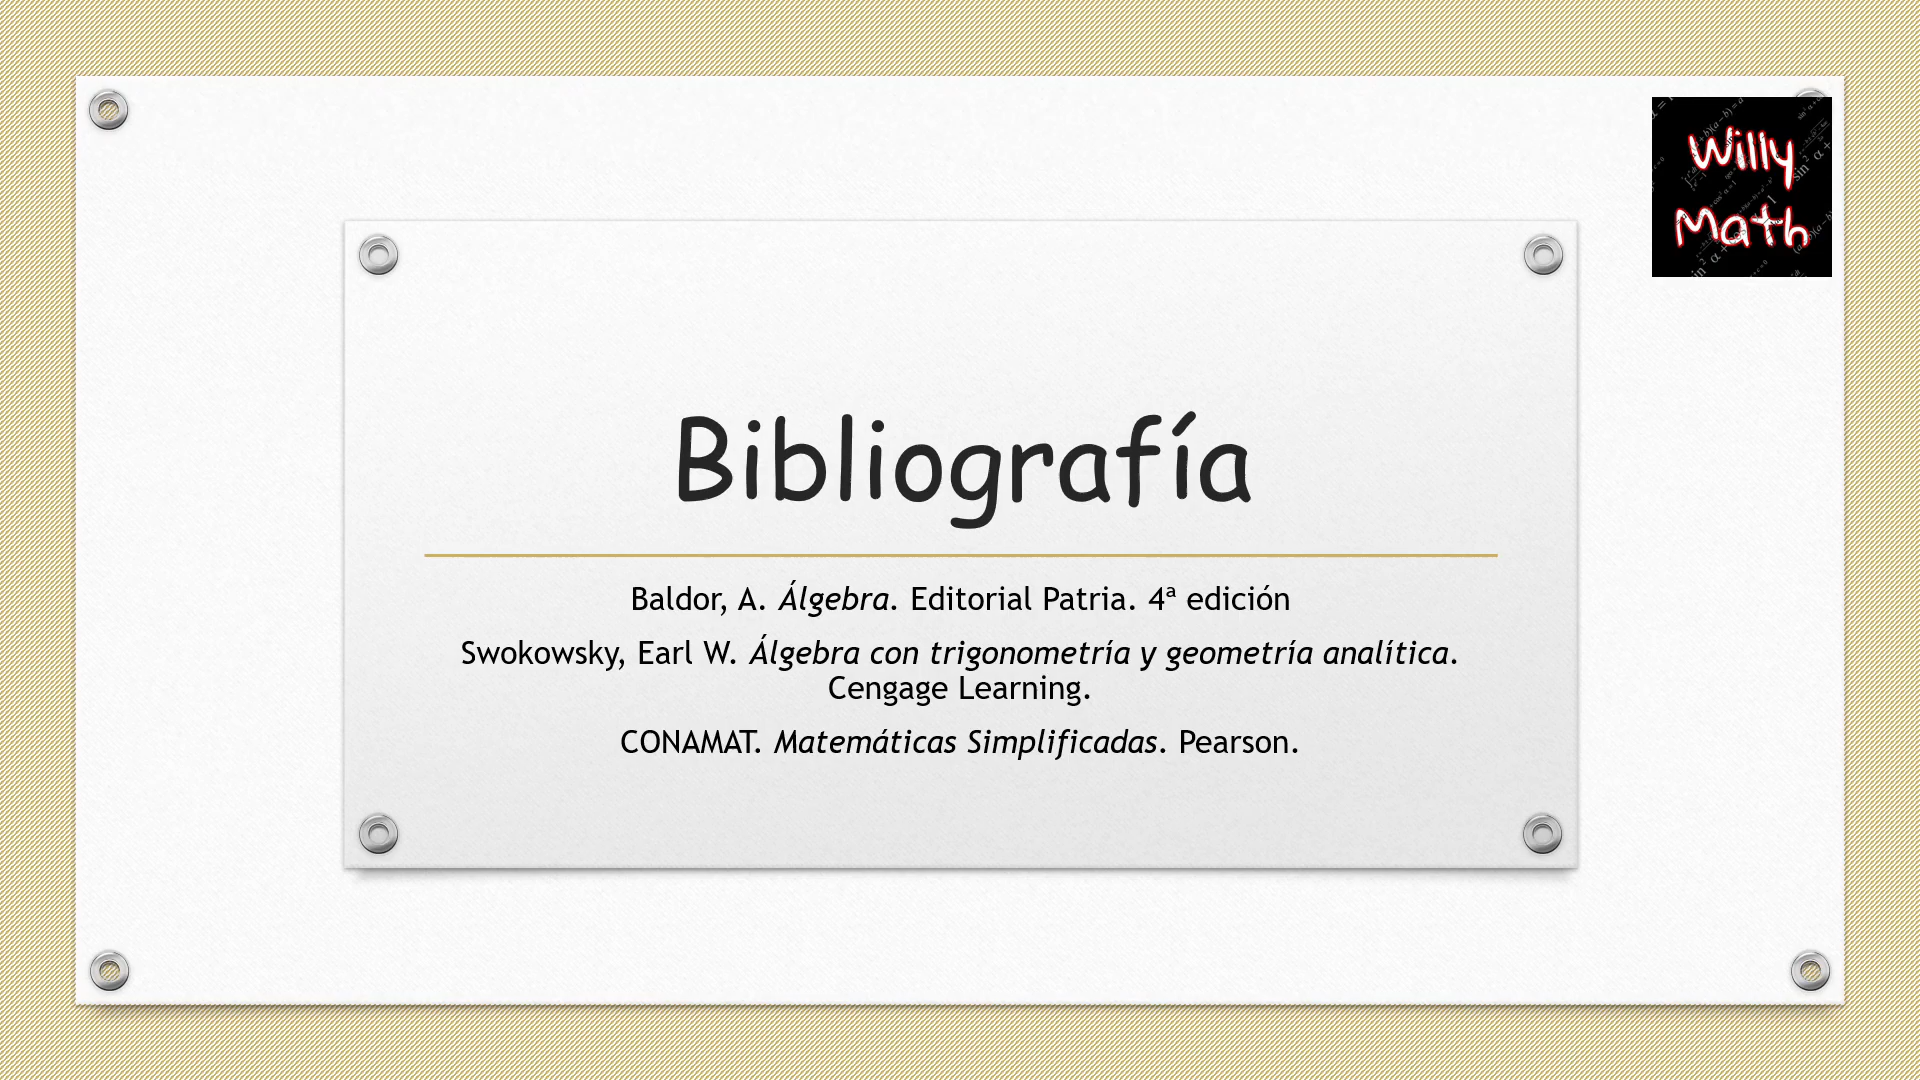 Willy
Math
Bibliografía
Baldor, A. Álgebra. Editorial Patria. 4ª edición
Swokowsky, Earl W. Álgebra con trigonometría y geometría analítica.
Cengage Learning.
CONAMAT. Matemáticas Simplificadas. Pearson.